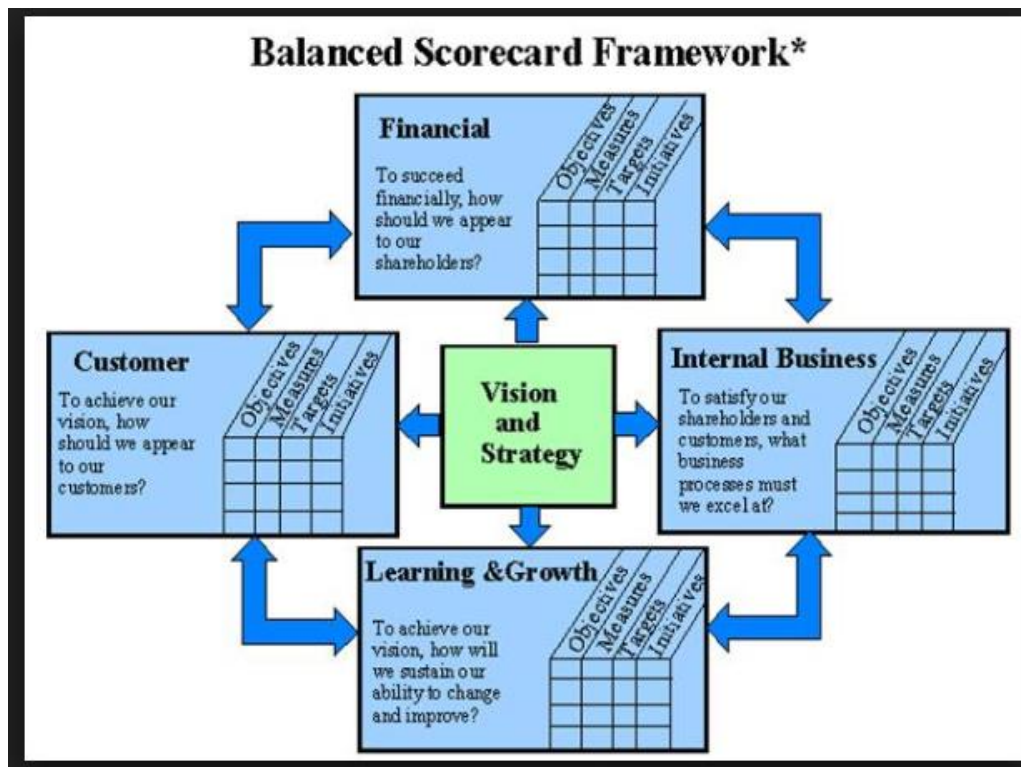 Balanced Scorecard Framework*
Financial
Objectives
Measures
Targets
Initiatives
To succeed
financially, how
should we appear
to our
shareholders?
Customer
Objectives
Measures
Targets
Initiatives
To achieve our
vision, how
should we appear
to our
customers?
Vision
and
Strategy
Internal Business
Objectives
Measures
Targets
Initiatives
To satisfy our
shareholders and
customers, what
business
processes must
we excel at?
Learning &Growth
Objectives
Measures
Targets
Initiatives
To achieve our
vision, how will
we sustain our
ability to change
and improve?